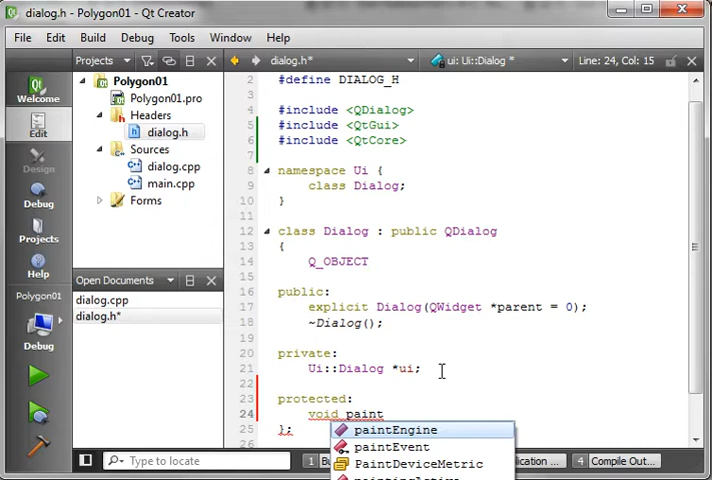 dialog.h - Polygon01 - Qt Creator
File Edit Build Debug Tools Window Help
Projects dialog.h* ui: Ui::Dialog * Line: 24, Col: 15
Welcome
Edit
Design
Debug
Projects
Help
Polygon01
Debug
Polygon01
Polygon01.pro
Headers
dialog.h
Sources
dialog.cpp
main.cpp
Forms
Open Documents
dialog.cpp
dialog.h*
2 #define DIALOG_H
3
4 #include <QDialog>
5 #include <QtGui>
6 #include <QtCore>
7
8 namespace Ui {
9 class Dialog;
10 }
11
12 class Dialog : public QDialog
13 {
14 Q_OBJECT
15
16 public:
17 explicit Dialog(QWidget *parent = 0);
18 ~Dialog();
19
20 private:
21 Ui::Dialog *ui;
22
23 protected:
24 void paint
25 };
paintEngine
paintEvent
PaintDeviceMetric
paintingActive
Type to locate 1 4 Compile Out...